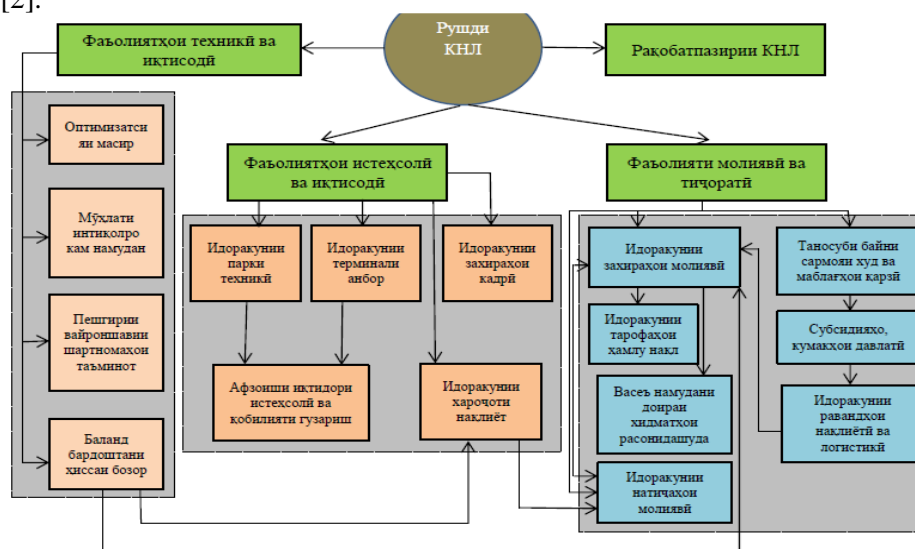 [2].
Рушди
КНЛ
Фаъолиятҳои техникӣ ва
иқтисодӣ
Рақобатпазирии КНЛ
Оптимизатси
яи масир
Мӯҳлати
интиқолро
кам намудан
Пешгирии
вайроншавии
шартномаҳои
таъминот
Баланд
бардоштани
ҳиссаи бозор
Фаъолиятҳои истеҳсолӣ
ва иқтисодӣ
Идоракунии
парки
техникӣ
Идоракунии
терминали
анбор
Идоракунии
захираҳои
кадрӣ
Афзоиши иқтидори
истеҳсолӣ ва
қобилияти гузариш
Идоракунии
харочоти
нақлиёт
Фаъолияти молиявӣ ва
тиҷоратӣ
Идоракунии
захираҳои молиявӣ
Идоракунии
тарофаҳои
хамлу накл
Васеъ намудани
доираи
хидматҳои
расонидашуда
Идоракунии
натиҷаҳои
молиявӣ
Таносуби байни
сармояи худ ва
маблағҳои қарзӣ
Субсидияҳо,
кумакҳои давлатӣ
Идоракунии
равандҳои
нақлиётӣ ва
логистикӣ